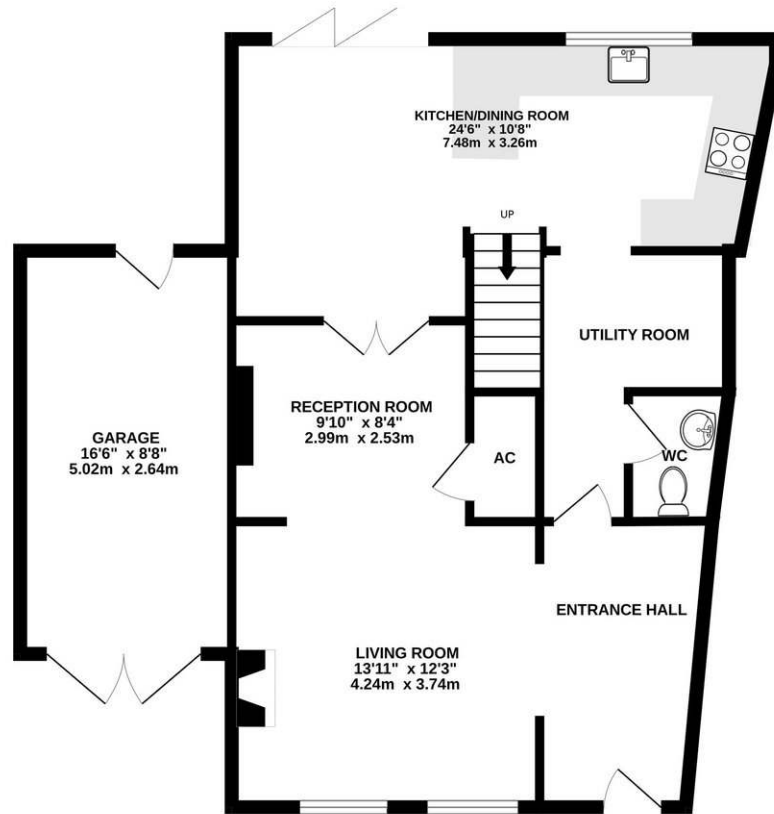 KITCHEN/DINING ROOM
24'6" x 10'8"
7.48m x 3.26m
UP
UTILITY ROOM
RECEPTION ROOM
9'10" x 8'4"
2.99m x 2.53m
AC
WC
GARAGE
16'6" x 8'8"
5.02m x 2.64m
ENTRANCE HALL
LIVING ROOM
13'11" x 12'3"
4.24m x 3.74m